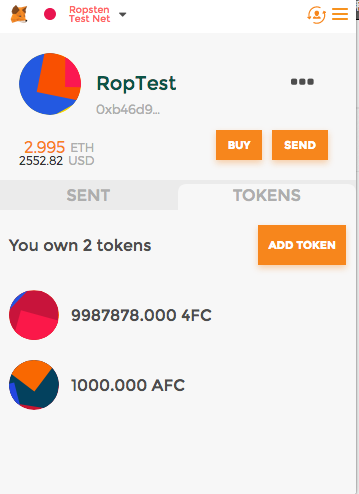 Ropsten
Test Net
RopTest
0xb46d9...
2.995 ETH
2552.82 USD
BUY
SEND
SENT
TOKENS
You own 2 tokens
ADD TOKEN
9987878.000 4FC
1000.000 AFC